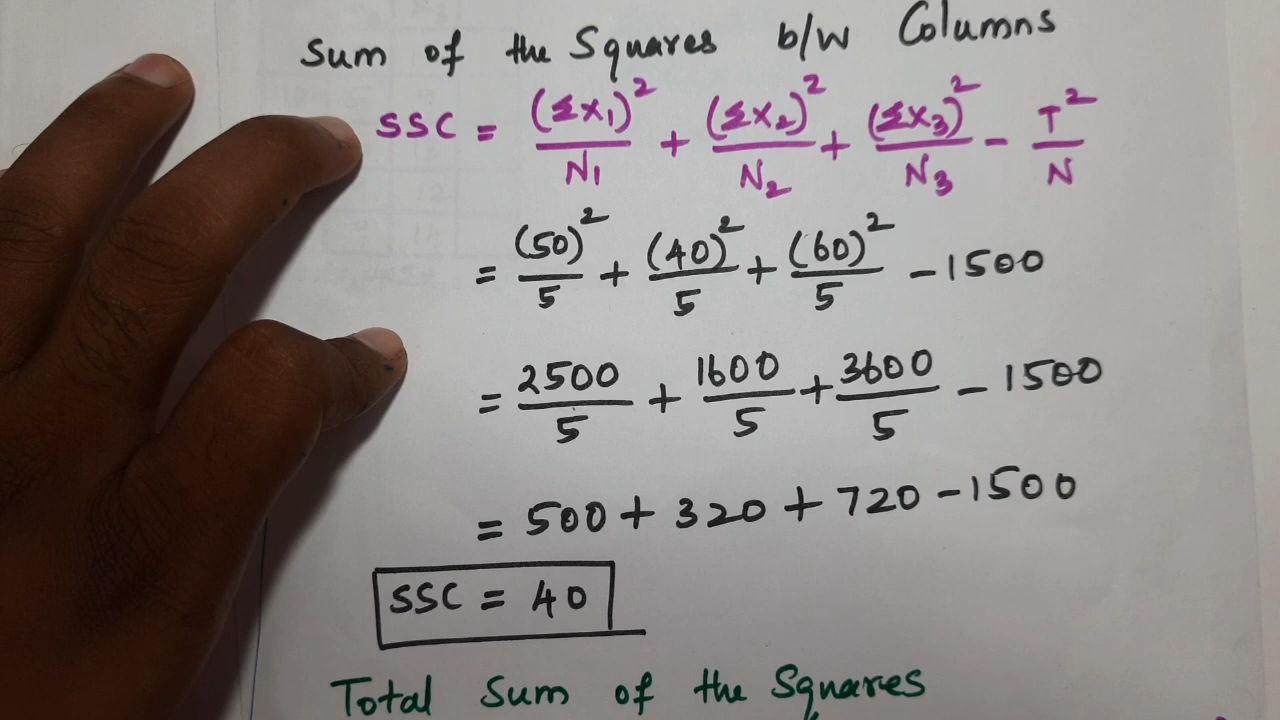 Sum of the Squares b/w Columns
SSC = (ΣX₁)²/N₁ + (ΣX₂)²/N₂ + (ΣX₃)²/N₃ - T²/N
= (50)²/5 + (40)²/5 + (60)²/5 - 1500
= 2500/5 + 1600/5 + 3600/5 - 1500
= 500 + 320 + 720 - 1500
SSC = 40
Total Sum of the Squares